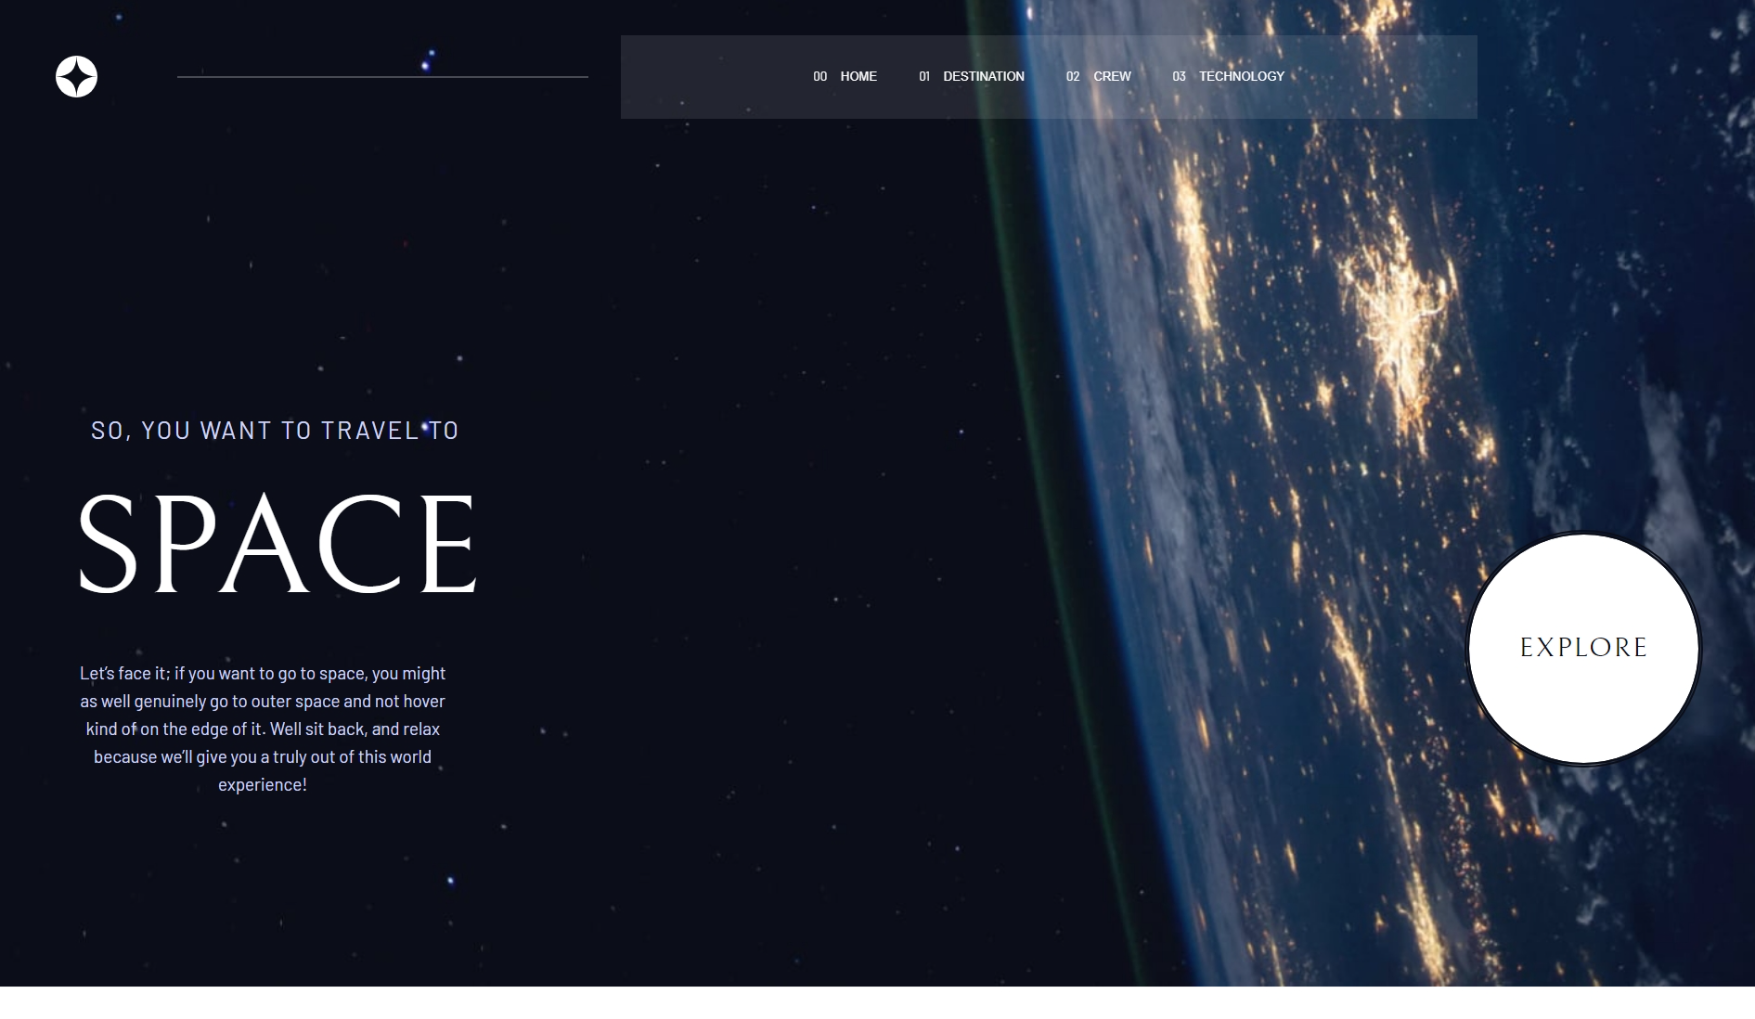 00 HOME 01 DESTINATION 02 CREW 03 TECHNOLOGY
SO, YOU WANT TO TRAVEL TO
SPACE
Let's face it; if you want to go to space, you might
as well genuinely go to outer space and not hover
kind of on the edge of it. Well sit back, and relax
because we'll give you a truly out of this world
experience!
EXPLORE